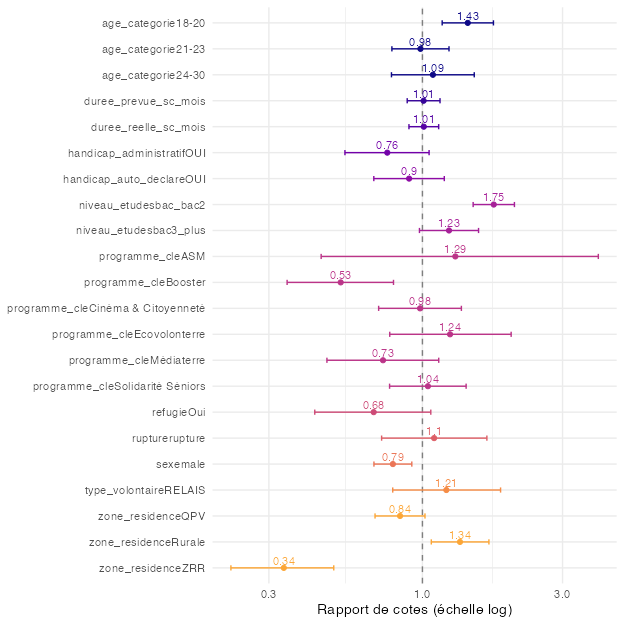 age_categorie18-20 1.43
age_categorie21-23 0.98
age_categorie24-30 1.09
duree_prevue_sc_mois 1.01
duree_reelle_sc_mois 1.01
handicap_administratifOUI 0.76
handicap_auto_declareOUI 0.9
niveau_etudesbac_bac2 1.75
niveau_etudesbac3_plus 1.23
programme_cleASM 1.29
programme_cleBooster 0.53
programme_cleCinéma & Citoyenneté 0.98
programme_cleEcovolonterre 1.24
programme_cleMédiaterre 0.73
programme_cleSolidarité Séniors 1.04
refugieOui 0.68
rupturerupture 1.1
sexemale 0.79
type_volontaireRELAIS 1.21
zone_residenceQPV 0.84
zone_residenceRurale 1.34
zone_residenceZRR 0.34
0.3 1.0 3.0
Rapport de cotes (échelle log)